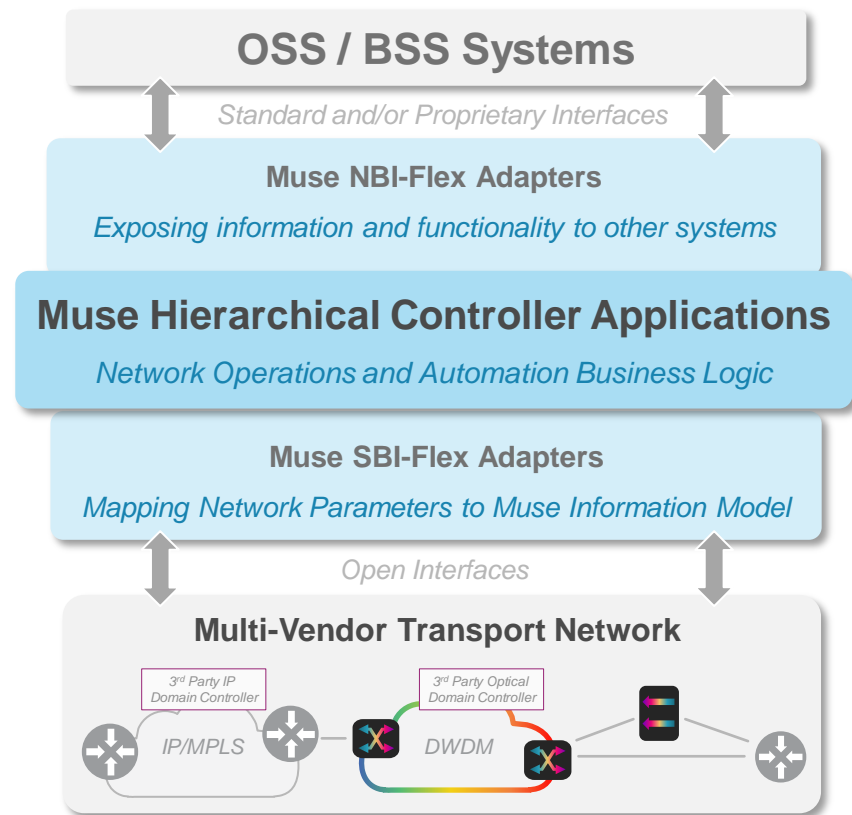 OSS / BSS Systems
Standard and/or Proprietary Interfaces
Muse NBI-Flex Adapters
Exposing information and functionality to other systems
Muse Hierarchical Controller Applications
Network Operations and Automation Business Logic
Muse SBI-Flex Adapters
Mapping Network Parameters to Muse Information Model
Open Interfaces
Multi-Vendor Transport Network
3rd Party IP
Domain Controller
3rd Party Optical
Domain Controller
IP/MPLS
DWDM